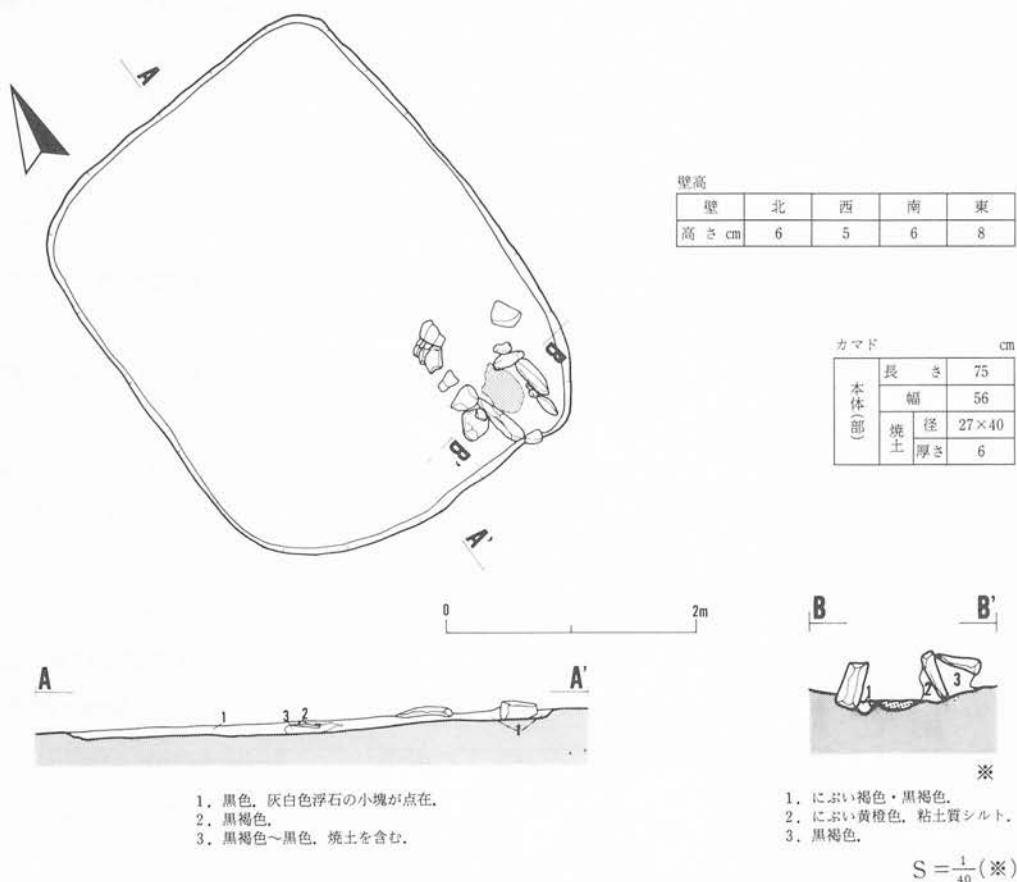 A
B
B'
A'
壁高
壁 北 西 南 東
高さcm 6 5 6 8
カマド cm
本体(部) 長さ 75
幅 56
焼土 径 27×40
厚さ 6
0 2m
A A'
1 3 2 1
B B'
1 2 3
※
1. 黒色. 灰白色浮石の小塊が点在.
2. 黒褐色.
3. 黒褐色～黒色. 焼土を含む.
1. にぶい褐色・黒褐色.
2. にぶい黄橙色. 粘土質シルト.
3. 黒褐色.
S=1/40(※)